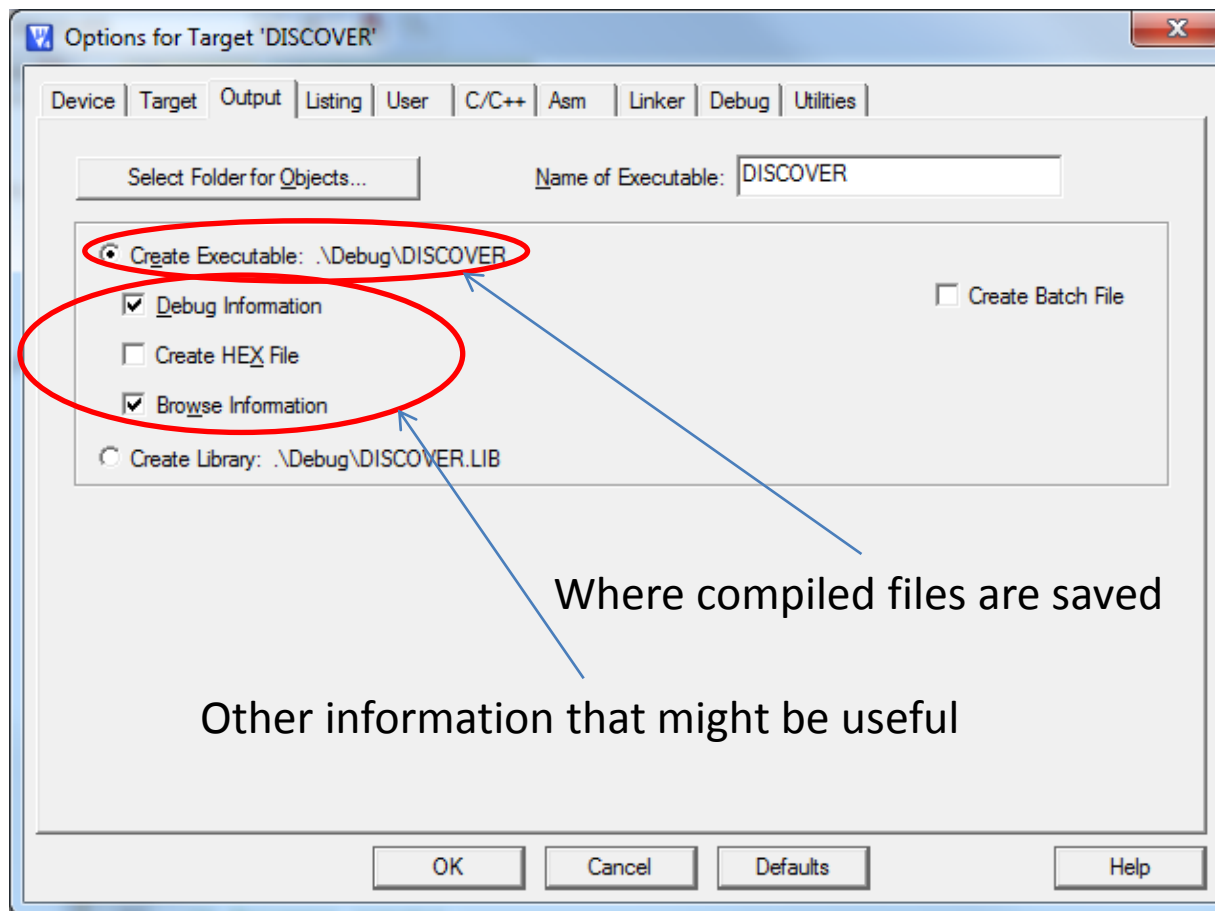 Options for Target 'DISCOVER'
Device Target Output Listing User C/C++ Asm Linker Debug Utilities
Select Folder for Objects... Name of Executable: DISCOVER
Create Executable: .\Debug\DISCOVER
Debug Information Create Batch File
Create HEX File
Browse Information
Create Library: .\Debug\DISCOVER.LIB
Where compiled files are saved
Other information that might be useful
OK Cancel Defaults Help